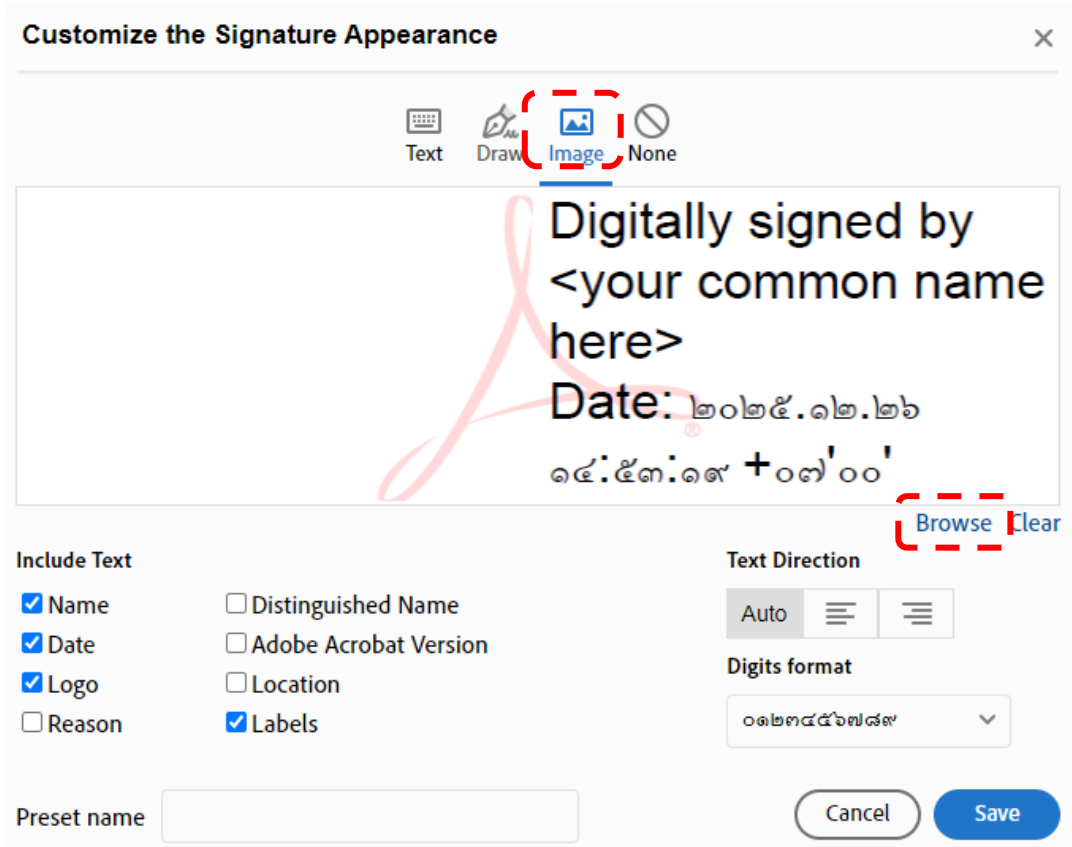 Customize the Signature Appearance
Text Draw Image None
Digitally signed by
<your common name
here>
Date: ๒๐๒๕.๑๒.๒๖
๑๔:๕๓:๑๙ +๐๗'๐๐'
®
Browse Clear
Include Text
Text Direction
Name
Distinguished Name
Auto
Date
Adobe Acrobat Version
Logo
Location
Digits format
Reason
Labels
๐๑๒๓๔๕๖๗๘๙
Preset name
Cancel
Save